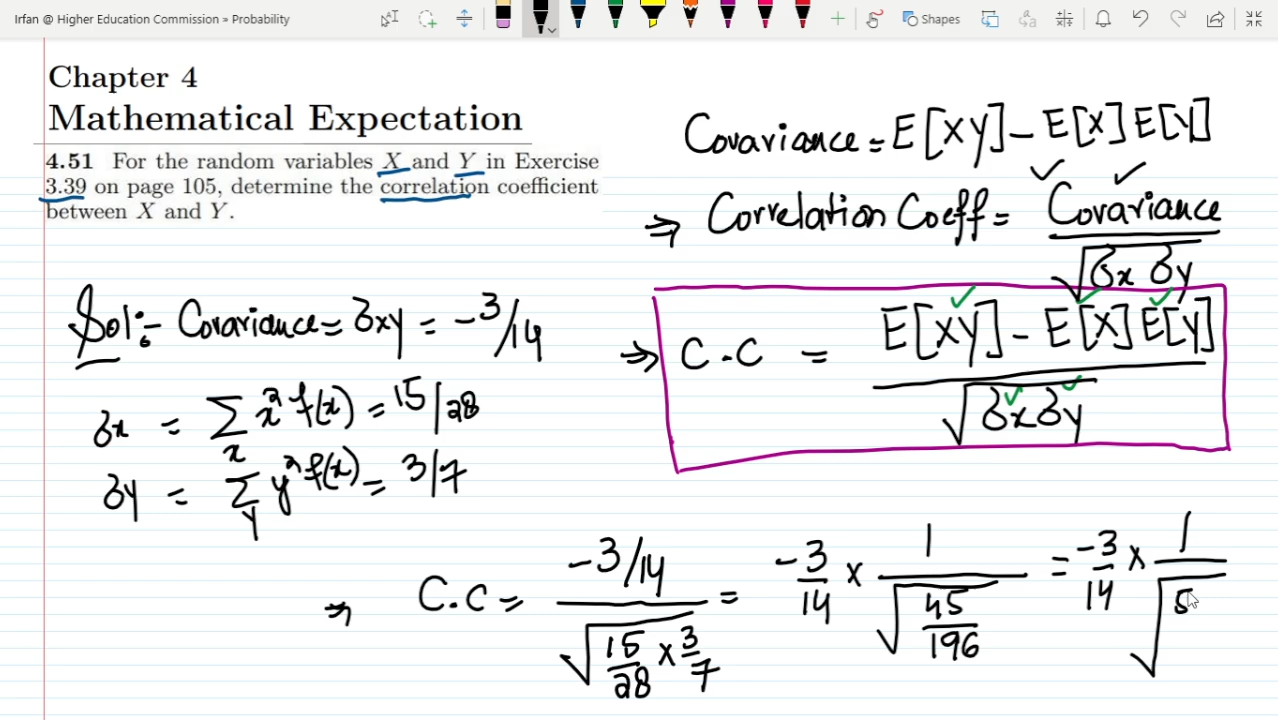 Irfan @ Higher Education Commission » Probability
Shapes
Chapter 4
Mathematical Expectation
4.51 For the random variables X and Y in Exercise
3.39 on page 105, determine the correlation coefficient
between X and Y.
Covariance = E[XY] - E[X] E[Y]
⇒ Correlation Coeff = Covariance / √(σx σy)
⇒ C.C = (E[XY] - E[X] E[Y]) / √(σx σy)
Sol:- Covariance = σxy = -3/14
σx = Σx x² f(x) = 15/28
σy = ΣY y² f(x) = 3/7
⇒ C.C = (-3/14) / √(15/28 × 3/7) = -3/14 × 1/√(45/196) = -3/14 × 1/√5